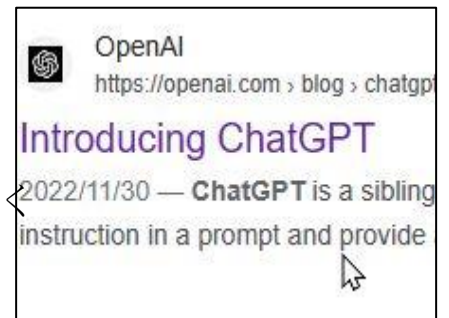 OpenAI
https://openai.com › blog › chatgpt
Introducing ChatGPT
2022/11/30 — ChatGPT is a sibling
instruction in a prompt and provide